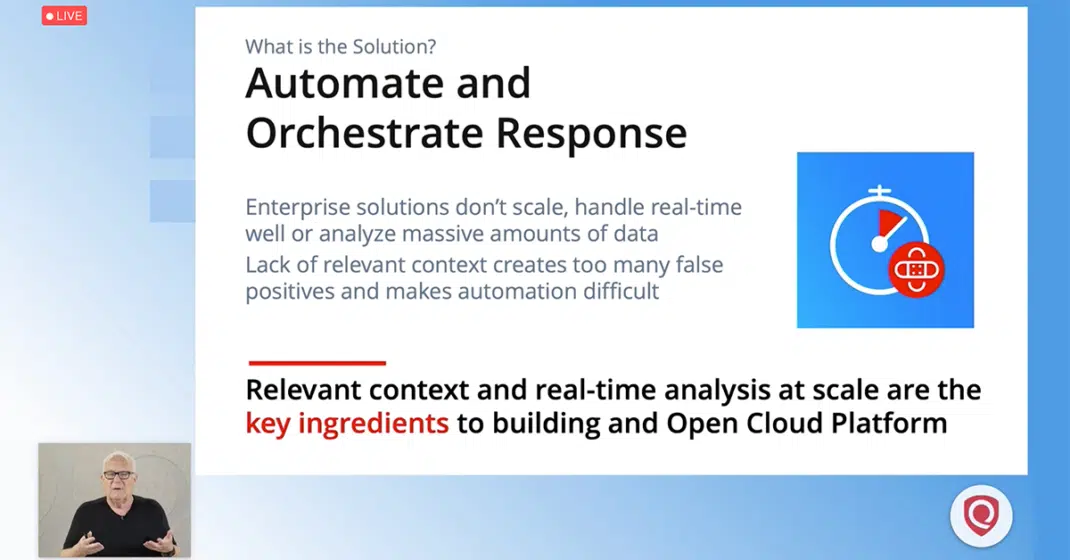 LIVE
What is the Solution?
Automate and
Orchestrate Response
Enterprise solutions don’t scale, handle real-time
well or analyze massive amounts of data
Lack of relevant context creates too many false
positives and makes automation difficult
Relevant context and real-time analysis at scale are the
key ingredients to building and Open Cloud Platform